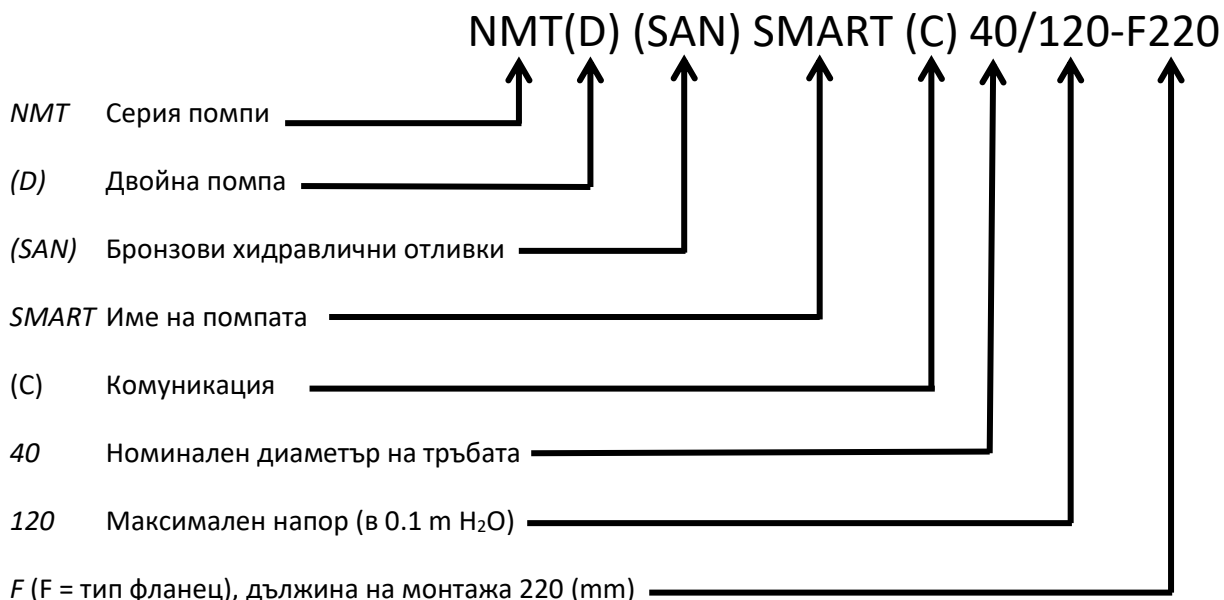 NMT(D) (SAN) SMART (C) 40/120-F220
NMT Серия помпи
(D) Двойна помпа
(SAN) Бронзови хидравлични отливки
SMART Име на помпата
(C) Комуникация
40 Номинален диаметър на тръбата
120 Максимален напор (в 0.1 m H₂O)
F (F = тип фланец), дължина на монтажа 220 (mm)